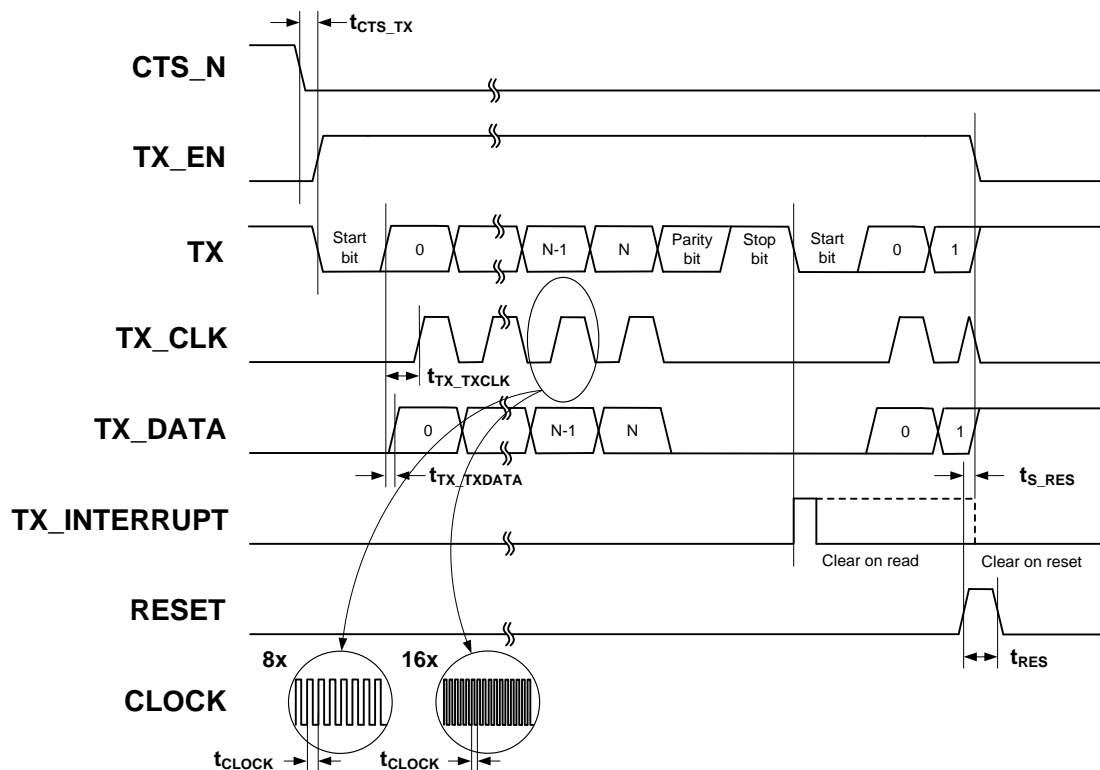 tCTS_TX
CTS_N
TX_EN
TX
Start bit
0
N-1
N
Parity bit
Stop bit
Start bit
0
1
TX_CLK
tTX_TXCLK
TX_DATA
0
N-1
N
0
1
tTX_TXDATA
tS_RES
TX_INTERRUPT
Clear on read
Clear on reset
RESET
8x
16x
tRES
CLOCK
tCLOCK
tCLOCK